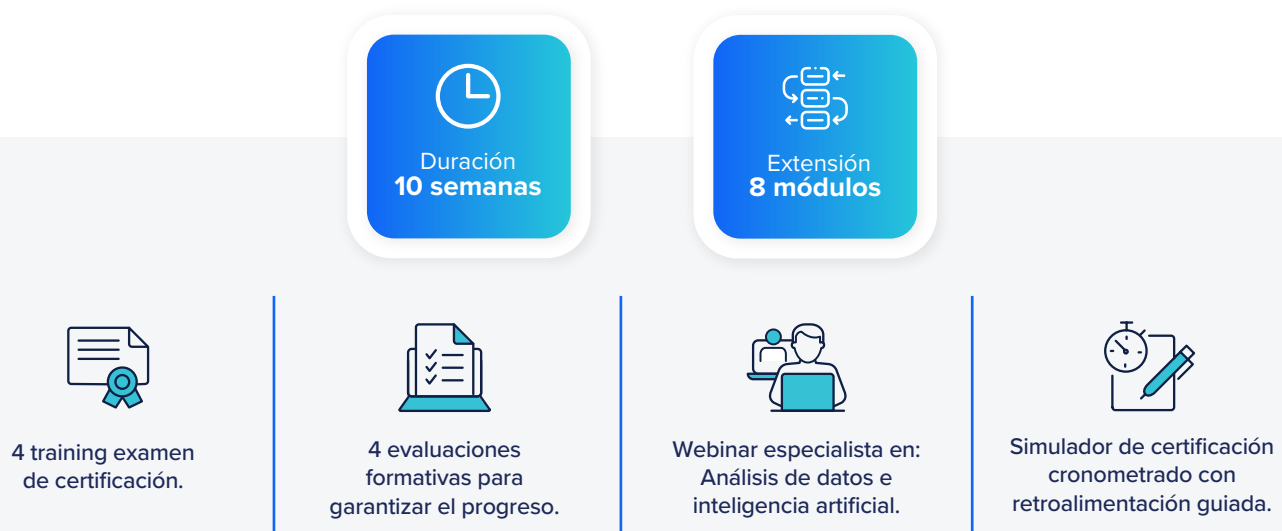 Duración
10 semanas
Extensión
8 módulos
4 training examen
de certificación.
4 evaluaciones
formativas para
garantizar el progreso.
Webinar especialista en:
Análisis de datos e
inteligencia artificial.
Simulador de certificación
cronometrado con
retroalimentación guiada.